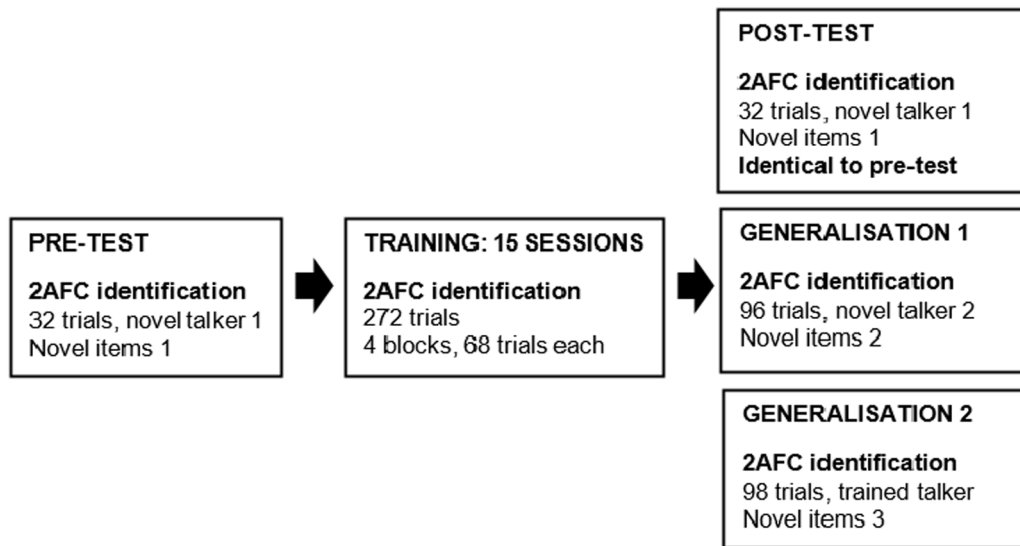 PRE-TEST
2AFC identification
32 trials, novel talker 1
Novel items 1
TRAINING: 15 SESSIONS
2AFC identification
272 trials
4 blocks, 68 trials each
POST-TEST
2AFC identification
32 trials, novel talker 1
Novel items 1
Identical to pre-test
GENERALISATION 1
2AFC identification
96 trials, novel talker 2
Novel items 2
GENERALISATION 2
2AFC identification
98 trials, trained talker
Novel items 3